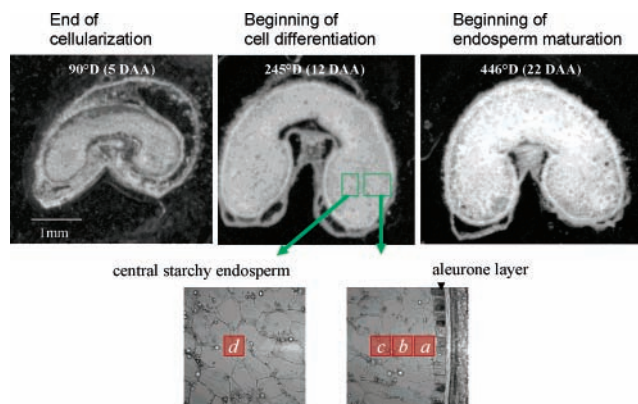 End of
cellularization
Beginning of
cell differentiation
Beginning of
endosperm maturation
90°D (5 DAA)
245°D (12 DAA)
446°D (22 DAA)
1mm
central starchy endosperm
aleurone layer
d
c b a